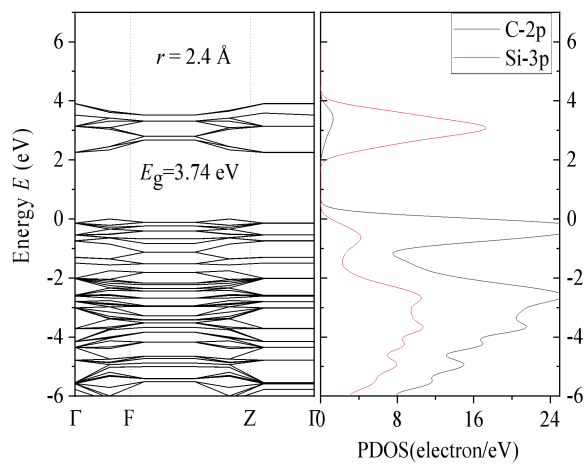 r = 2.4 Å
C-2p
Si-3p
6
4
2
0
-2
-4
-6
Energy E (eV)
Eg=3.74 eV
6
4
2
0
-2
-4
-6
Γ F Z Γ
0 8 16 24
PDOS(electron/eV)